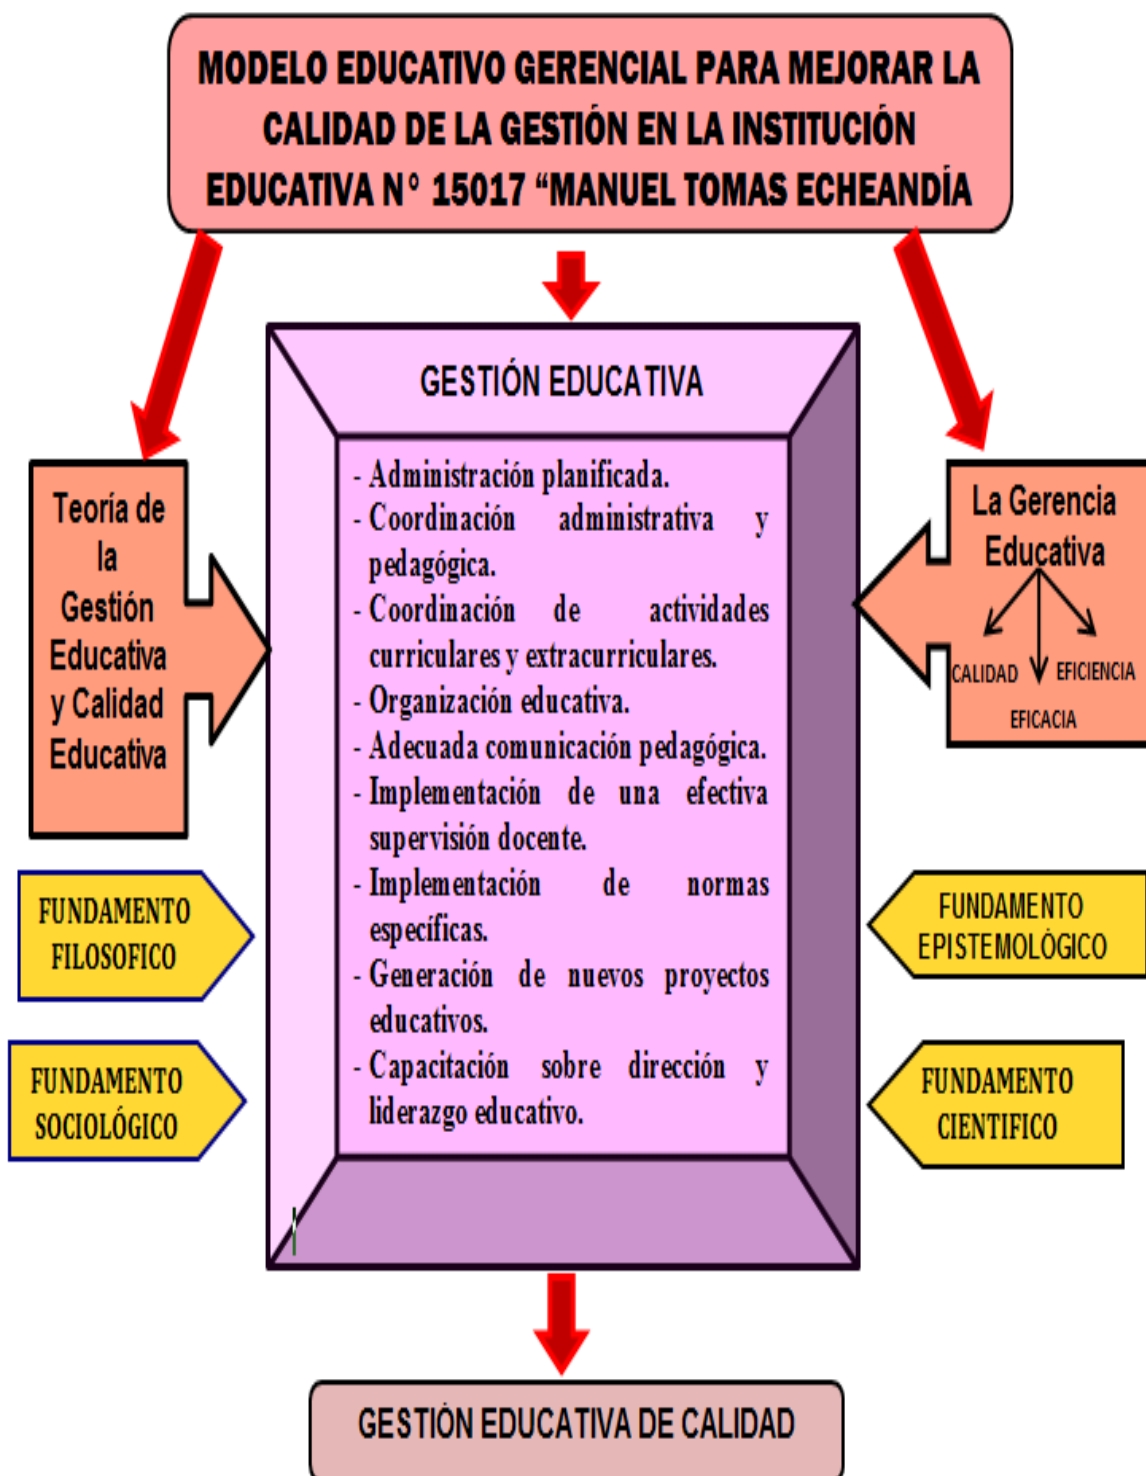 MODELO EDUCATIVO GERENCIAL PARA MEJORAR LA
CALIDAD DE LA GESTIÓN EN LA INSTITUCIÓN
EDUCATIVA N° 15017 “MANUEL TOMAS ECHEANDÍA
GESTIÓN EDUCATIVA
Teoría de
la
Gestión
Educativa
y Calidad
Educativa
- Administración planificada.
- Coordinación administrativa y
pedagógica.
- Coordinación de actividades
curriculares y extracurriculares.
- Organización educativa.
- Adecuada comunicación pedagógica.
- Implementación de una efectiva
supervisión docente.
- Implementación de normas
específicas.
- Generación de nuevos proyectos
educativos.
- Capacitación sobre dirección y
liderazgo educativo.
La Gerencia
Educativa
CALIDAD
EFICIENCIA
EFICACIA
FUNDAMENTO
FILOSOFICO
FUNDAMENTO
EPISTEMOLÓGICO
FUNDAMENTO
SOCIOLÓGICO
FUNDAMENTO
CIENTIFICO
GESTIÓN EDUCATIVA DE CALIDAD